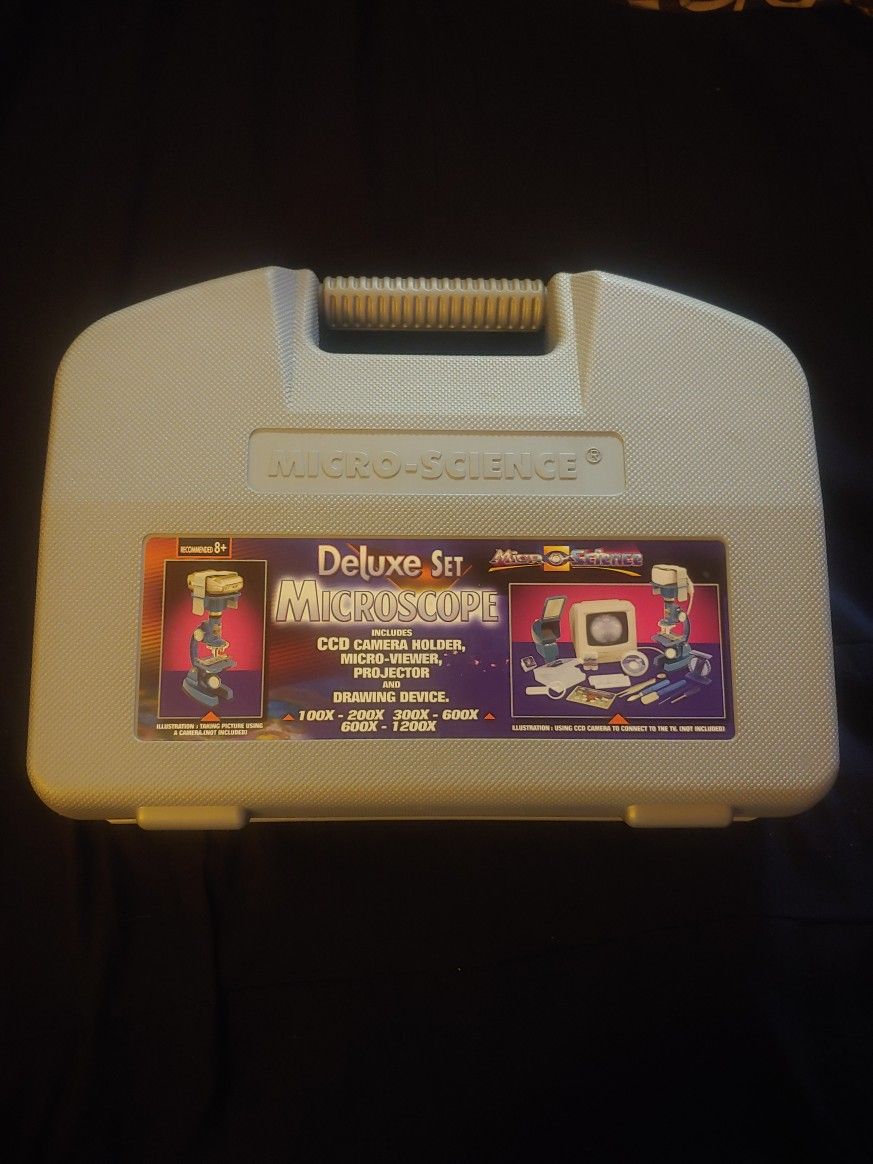 MICRO-SCIENCE®
RECOMMENDED 8+
Deluxe Set
Micro Science
MICROSCOPE
INCLUDES
CCD CAMERA HOLDER,
MICRO-VIEWER,
PROJECTOR
AND
DRAWING DEVICE.
100X - 200X 300X - 600X
600X - 1200X
ILLUSTRATION : TAKING PICTURE USING
A CAMERA.(NOT INCLUDED)
ILLUSTRATION : USING CCD CAMERA TO CONNECT TO THE TV. (NOT INCLUDED)